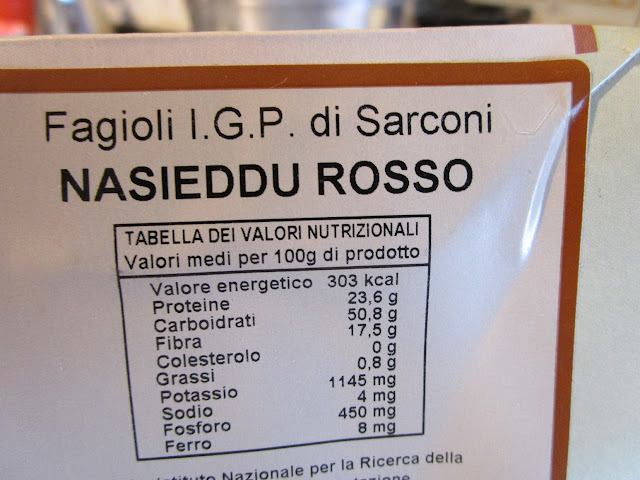 Fagioli I.G.P. di Sarconi
NASIEDDU ROSSO
TABELLA DEI VALORI NUTRIZIONALI
Valori medi per 100g di prodotto
Valore energetico 303 kcal
Proteine 23,6 g
Carboidrati 50,8 g
Fibra 17,5 g
Colesterolo 0 g
Grassi 0,8 g
Potassio 1145 mg
Sodio 4 mg
Fosforo 450 mg
Ferro 8 mg
Istituto Nazionale per la Ricerca della